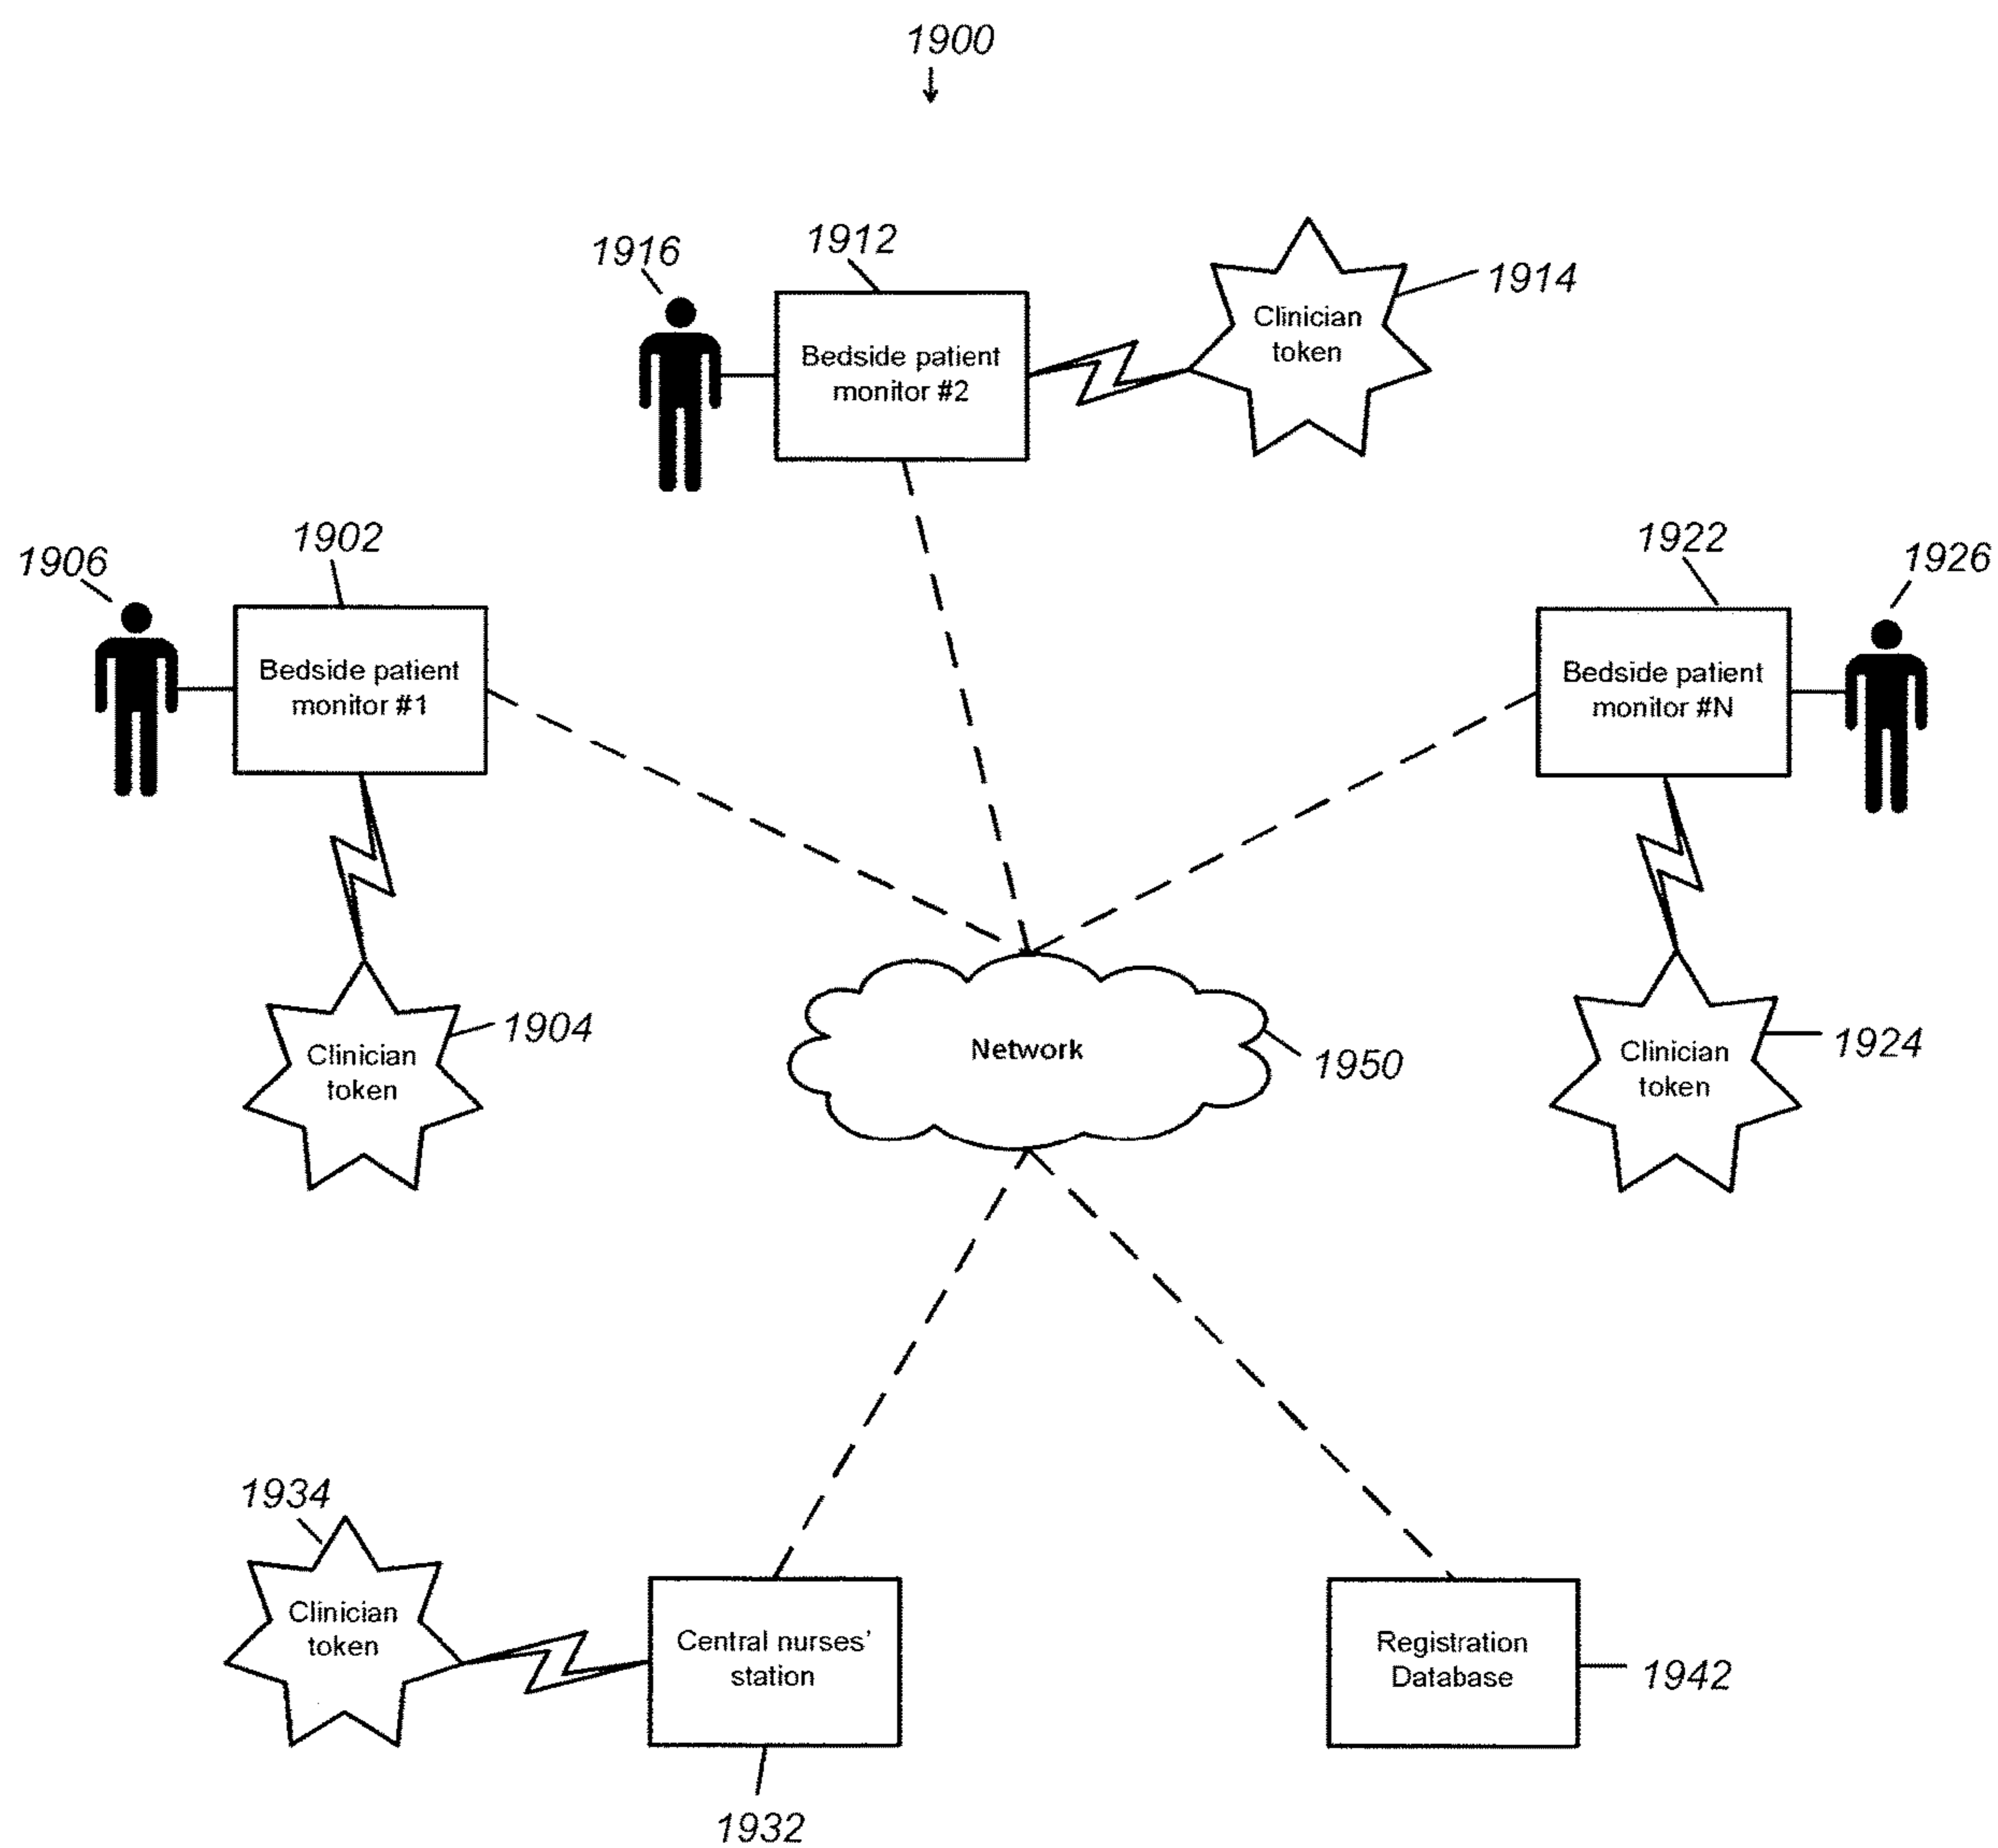 1900
1916
1912
1914
Clinician
token
Bedside patient
monitor #2
1906
1902
1922
1926
Bedside patient
monitor #1
Bedside patient
monitor #N
1904
Clinician
token
Network
1950
1924
Clinician
token
1934
Clinician
token
Central nurses'
station
Registration
Database
1942
1932